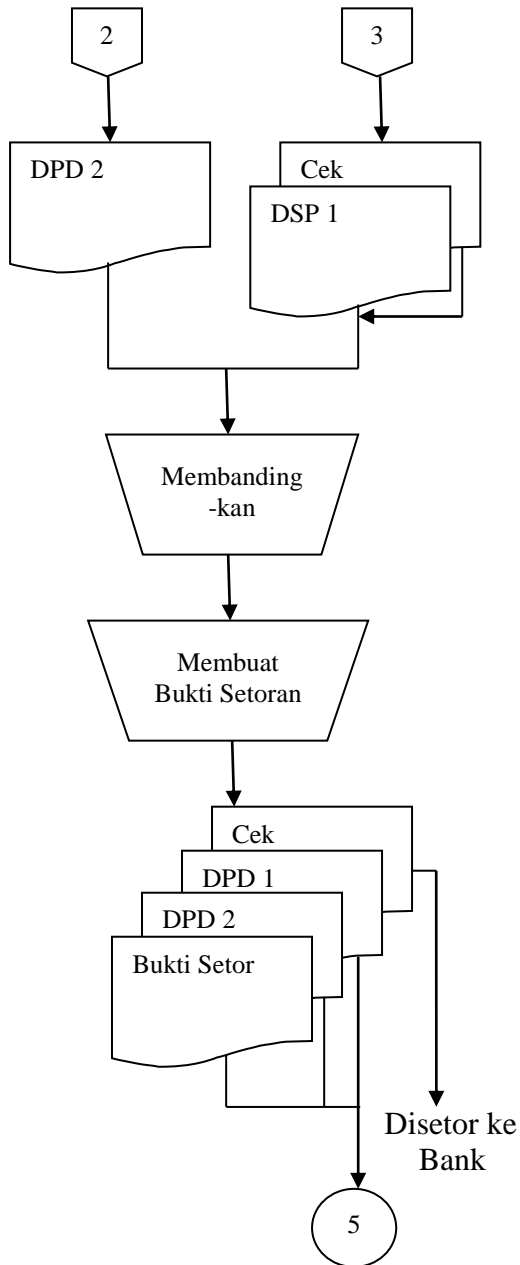 2
3
DPD 2
Cek
DSP 1
Membanding
-kan
Membuat
Bukti Setoran
Cek
DPD 1
DPD 2
Bukti Setor
Disetor ke
Bank
5